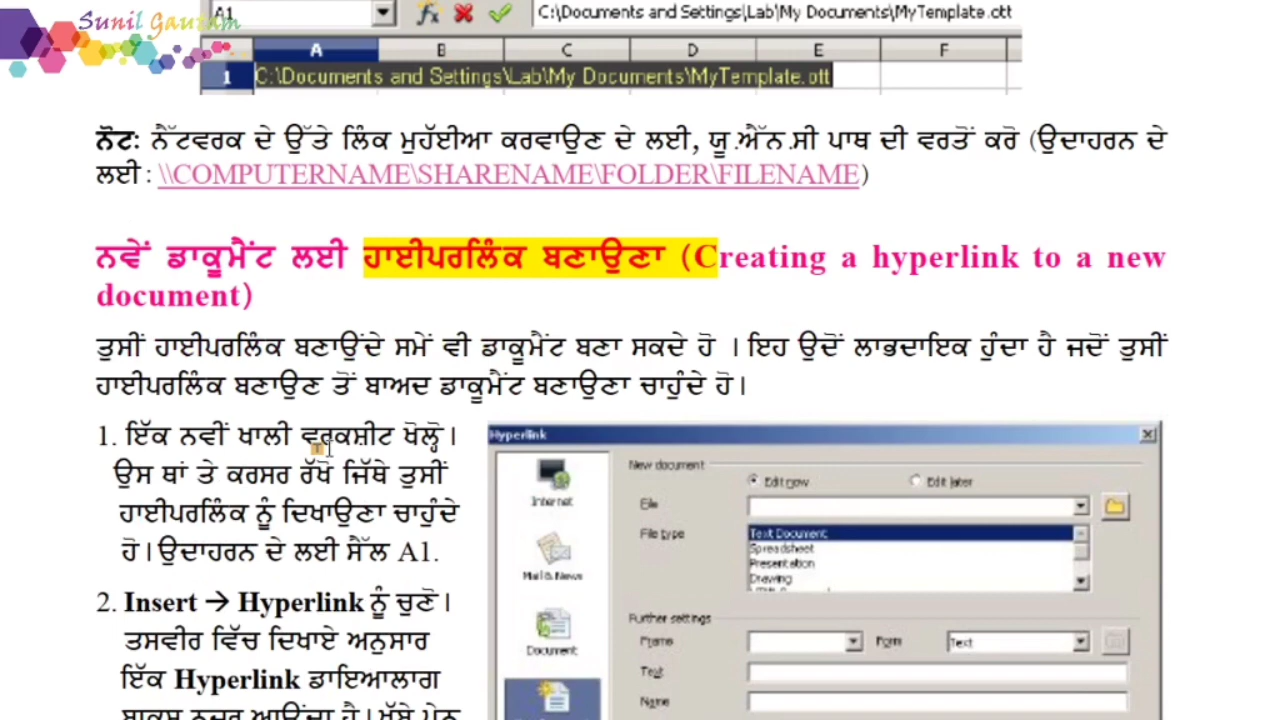 Sunil Gautam
A1 C:\Documents and Settings\Lab\My Documents\MyTemplate.ott
A B C D E F
1 C:\Documents and Settings\Lab\My Documents\MyTemplate.ott
ਨੋਟ: ਨੈੱਟਵਰਕ ਦੇ ਉੱਤੇ ਲਿੰਕ ਮੁਹੱਈਆ ਕਰਵਾਉਣ ਦੇ ਲਈ, ਯੂ.ਐੱਨ.ਸੀ ਪਾਥ ਦੀ ਵਰਤੋਂ ਕਰੋ (ਉਦਾਹਰਨ ਦੇ
ਲਈ: \\COMPUTERNAME\SHARENAME\FOLDER\FILENAME)
ਨਵੇਂ ਡਾਕੂਮੈਂਟ ਲਈ ਹਾਈਪਰਲਿੰਕ ਬਣਾਉਣਾ (Creating a hyperlink to a new
document)
ਤੁਸੀਂ ਹਾਈਪਰਲਿੰਕ ਬਣਾਉਂਦੇ ਸਮੇਂ ਵੀ ਡਾਕੂਮੈਂਟ ਬਣਾ ਸਕਦੇ ਹੋ । ਇਹ ਉਦੋਂ ਲਾਭਦਾਇਕ ਹੁੰਦਾ ਹੈ ਜਦੋਂ ਤੁਸੀਂ
ਹਾਈਪਰਲਿੰਕ ਬਣਾਉਣ ਤੋਂ ਬਾਅਦ ਡਾਕੂਮੈਂਟ ਬਣਾਉਣਾ ਚਾਹੁੰਦੇ ਹੋ।
1. ਇੱਕ ਨਵੀਂ ਖਾਲੀ ਵਰਕਸ਼ੀਟ ਖੋਲ੍ਹੋ।
ਉਸ ਥਾਂ ਤੇ ਕਰਸਰ ਰੱਖੋ ਜਿੱਥੇ ਤੁਸੀਂ
ਹਾਈਪਰਲਿੰਕ ਨੂੰ ਦਿਖਾਉਣਾ ਚਾਹੁੰਦੇ
ਹੋ। ਉਦਾਹਰਨ ਦੇ ਲਈ ਸੈੱਲ A1.
2. Insert → Hyperlink ਨੂੰ ਚੁਣੋ।
ਤਸਵੀਰ ਵਿੱਚ ਦਿਖਾਏ ਅਨੁਸਾਰ
ਇੱਕ Hyperlink ਡਾਇਆਲਾਗ
ਬਾਕਸ ਨਜ਼ਰ ਆਉਂਦਾ ਹੈ। ਖੱਬੇ ਪੇਨ
Hyperlink
Internet
Mail & News
Document
New document
Edit now Edit later
File
File type Text Document
Spreadsheet
Presentation
Drawing
Further settings
Frame Form Text
Text
Name